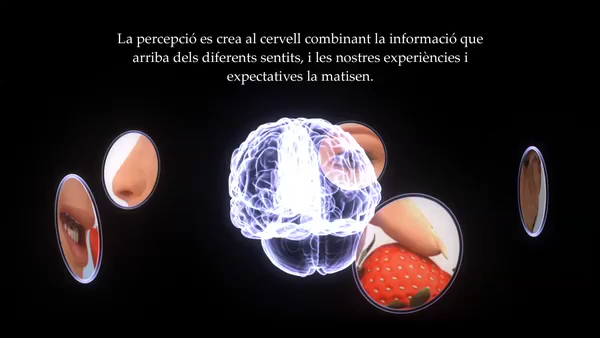 La percepció es crea al cervell combinant la informació que
arriba dels diferents sentits, i les nostres experiències i
expectatives la matisen.